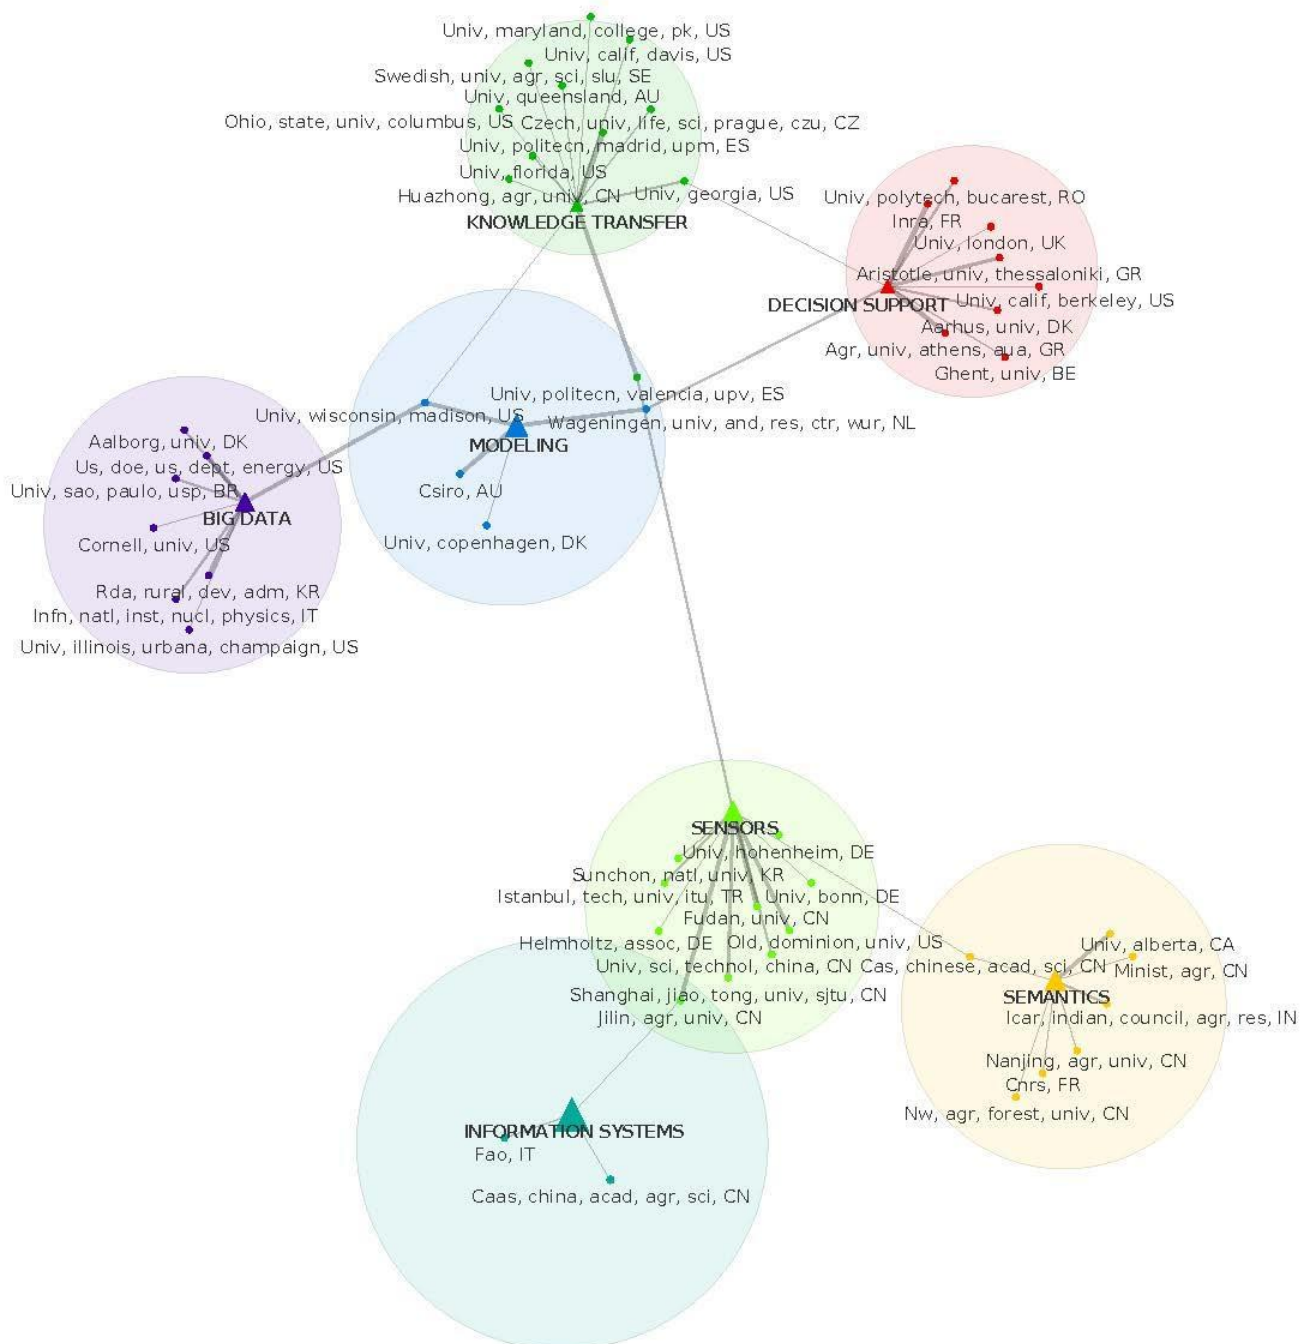 Univ, maryland, college, pk, US
Univ, calif, davis, US
Swedish, univ, agr, sci, slu, SE
Univ, queensland, AU
Ohio, state, univ, columbus, US
Czech, univ, life, sci, prague, czu, CZ
Univ, politecn, madrid, upm, ES
Univ, florida, US
Huazhong, agr, univ, CN
Univ, georgia, US
KNOWLEDGE TRANSFER
Univ, polytech, bucarest, RO
Inra, FR
Univ, london, UK
Aristotle, univ, thessaloniki, GR
Univ, calif, berkeley, US
DECISION SUPPORT
Aarhus, univ, DK
Agr, univ, athens, aua, GR
Ghent, univ, BE
Univ, politecn, valencia, upv, ES
Univ, wisconsin, madison, US
Wageningen, univ, and, res, ctr, wur, NL
MODELING
Csiro, AU
Univ, copenhagen, DK
Aalborg, univ, DK
Us, doe, us, dept, energy, US
Univ, sao, paulo, usp, BR
BIG DATA
Cornell, univ, US
Rda, rural, dev, adm, KR
Infn, natl, inst, nucl, physics, IT
Univ, illinois, urbana, champaign, US
SENSORS
Univ, hohenheim, DE
Sunchon, natl, univ, KR
Istanbul, tech, univ, itu, TR
Univ, bonn, DE
Fudan, univ, CN
Helmholtz, assoc, DE
Old, dominion, univ, US
Univ, sci, technol, china, CN
Cas, chinese, acad, sci, CN
Shanghai, jiao, tong, univ, sjtu, CN
Jilin, agr, univ, CN
Univ, alberta, CA
Minist, agr, CN
SEMANTICS
Icar, indian, council, agr, res, IN
Nanjing, agr, univ, CN
Cnrs, FR
Nw, agr, forest, univ, CN
INFORMATION SYSTEMS
Fao, IT
Caas, china, acad, agr, sci, CN